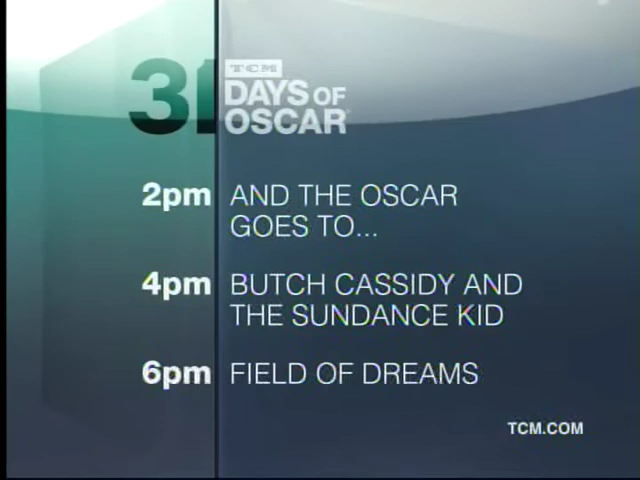 31
TCM
DAYS OF
OSCAR
2pm AND THE OSCAR
GOES TO...
4pm BUTCH CASSIDY AND
THE SUNDANCE KID
6pm FIELD OF DREAMS
TCM.COM